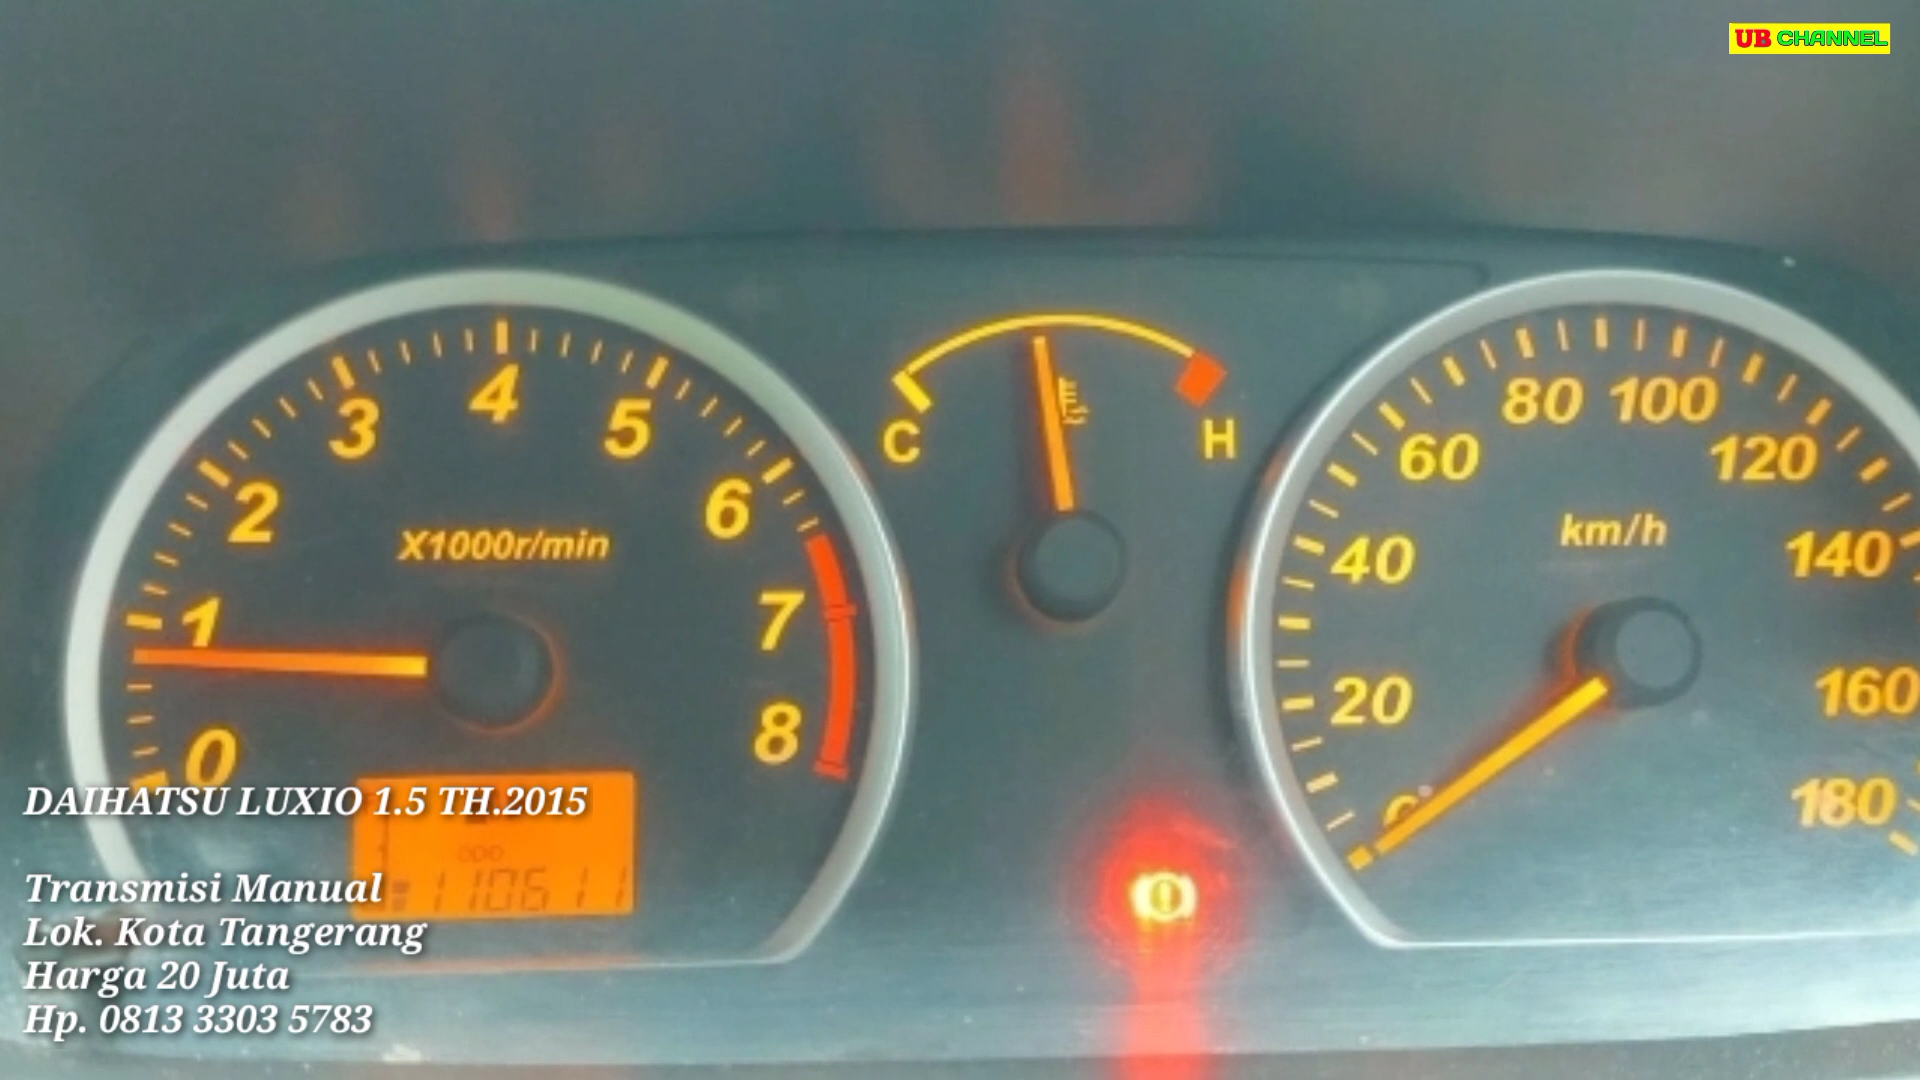 UB CHANNEL
C
H
0
1
2
3
4
5
6
7
8
X1000r/min
ODO
110611
20
40
60
80
100
120
140
160
180
km/h
DAIHATSU LUXIO 1.5 TH.2015
Transmisi Manual
Lok. Kota Tangerang
Harga 20 Juta
Hp. 0813 3303 5783